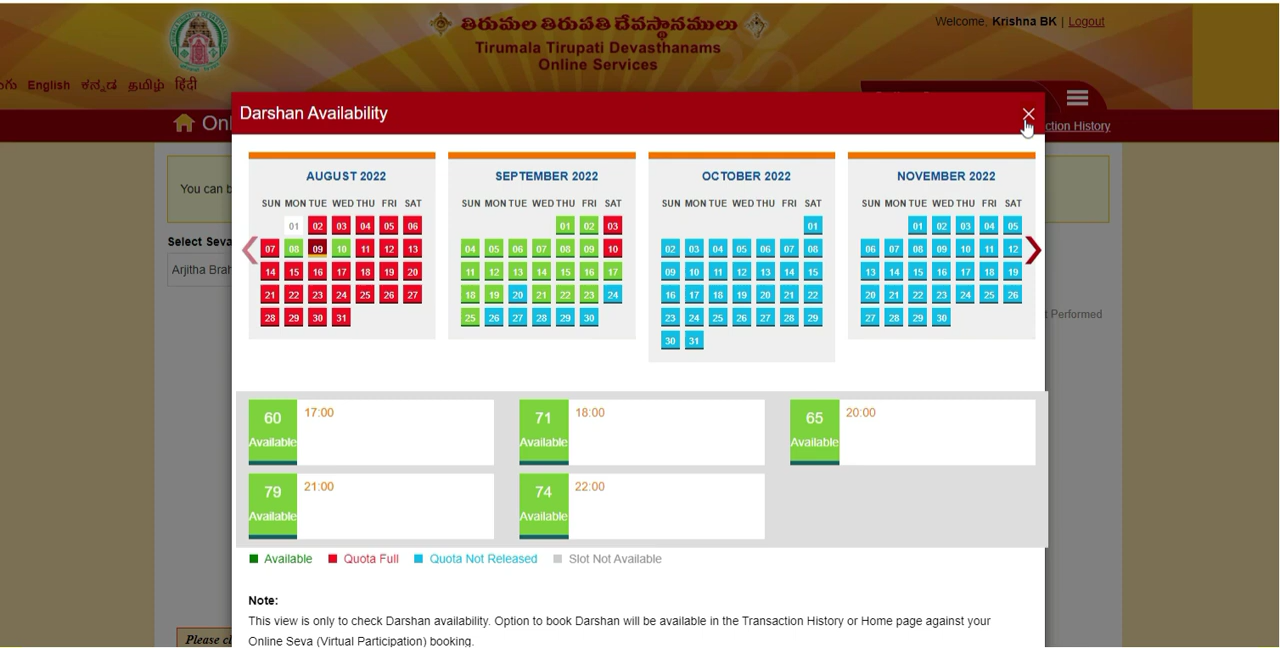 తిరుమల తిరుపతి దేవస్థానములు
Tirumala Tirupati Devasthanams
Online Services
Welcome, Krishna BK | Logout
English ಕನ್ನಡ தமிழ் हिंदी
Darshan Availability
Onl
ction History
You can b
Select Seva
Arjitha Brah
t Performed
AUGUST 2022
SUN MON TUE WED THU FRI SAT
01 02 03 04 05 06
07 08 09 10 11 12 13
14 15 16 17 18 19 20
21 22 23 24 25 26 27
28 29 30 31
SEPTEMBER 2022
SUN MON TUE WED THU FRI SAT
01 02 03
04 05 06 07 08 09 10
11 12 13 14 15 16 17
18 19 20 21 22 23 24
25 26 27 28 29 30
OCTOBER 2022
SUN MON TUE WED THU FRI SAT
01
02 03 04 05 06 07 08
09 10 11 12 13 14 15
16 17 18 19 20 21 22
23 24 25 26 27 28 29
30 31
NOVEMBER 2022
SUN MON TUE WED THU FRI SAT
01 02 03 04 05
06 07 08 09 10 11 12
13 14 15 16 17 18 19
20 21 22 23 24 25 26
27 28 29 30
60 Available 17:00
71 Available 18:00
65 Available 20:00
79 Available 21:00
74 Available 22:00
Available Quota Full Quota Not Released Slot Not Available
Note:
This view is only to check Darshan availability. Option to book Darshan will be available in the Transaction History or Home page against your
Online Seva (Virtual Participation) booking.
Please cl